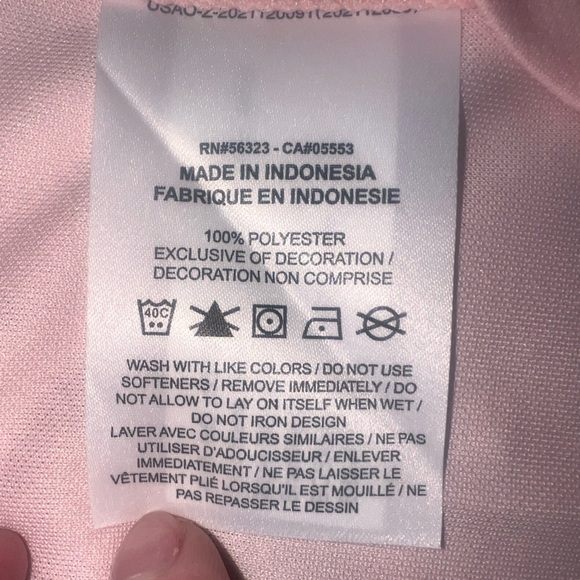 RN#56323 - CA#05553
MADE IN INDONESIA
FABRIQUE EN INDONESIE
100% POLYESTER
EXCLUSIVE OF DECORATION /
DECORATION NON COMPRISE
40C
WASH WITH LIKE COLORS / DO NOT USE
SOFTENERS / REMOVE IMMEDIATELY / DO
NOT ALLOW TO LAY ON ITSELF WHEN WET /
DO NOT IRON DESIGN
LAVER AVEC COULEURS SIMILAIRES / NE PAS
UTILISER D'ADOUCISSEUR / ENLEVER
IMMEDIATEMENT / NE PAS LAISSER LE
VÊTEMENT PLIÉ LORSQU'IL EST MOUILLÉ / NE
PAS REPASSER LE DESSIN